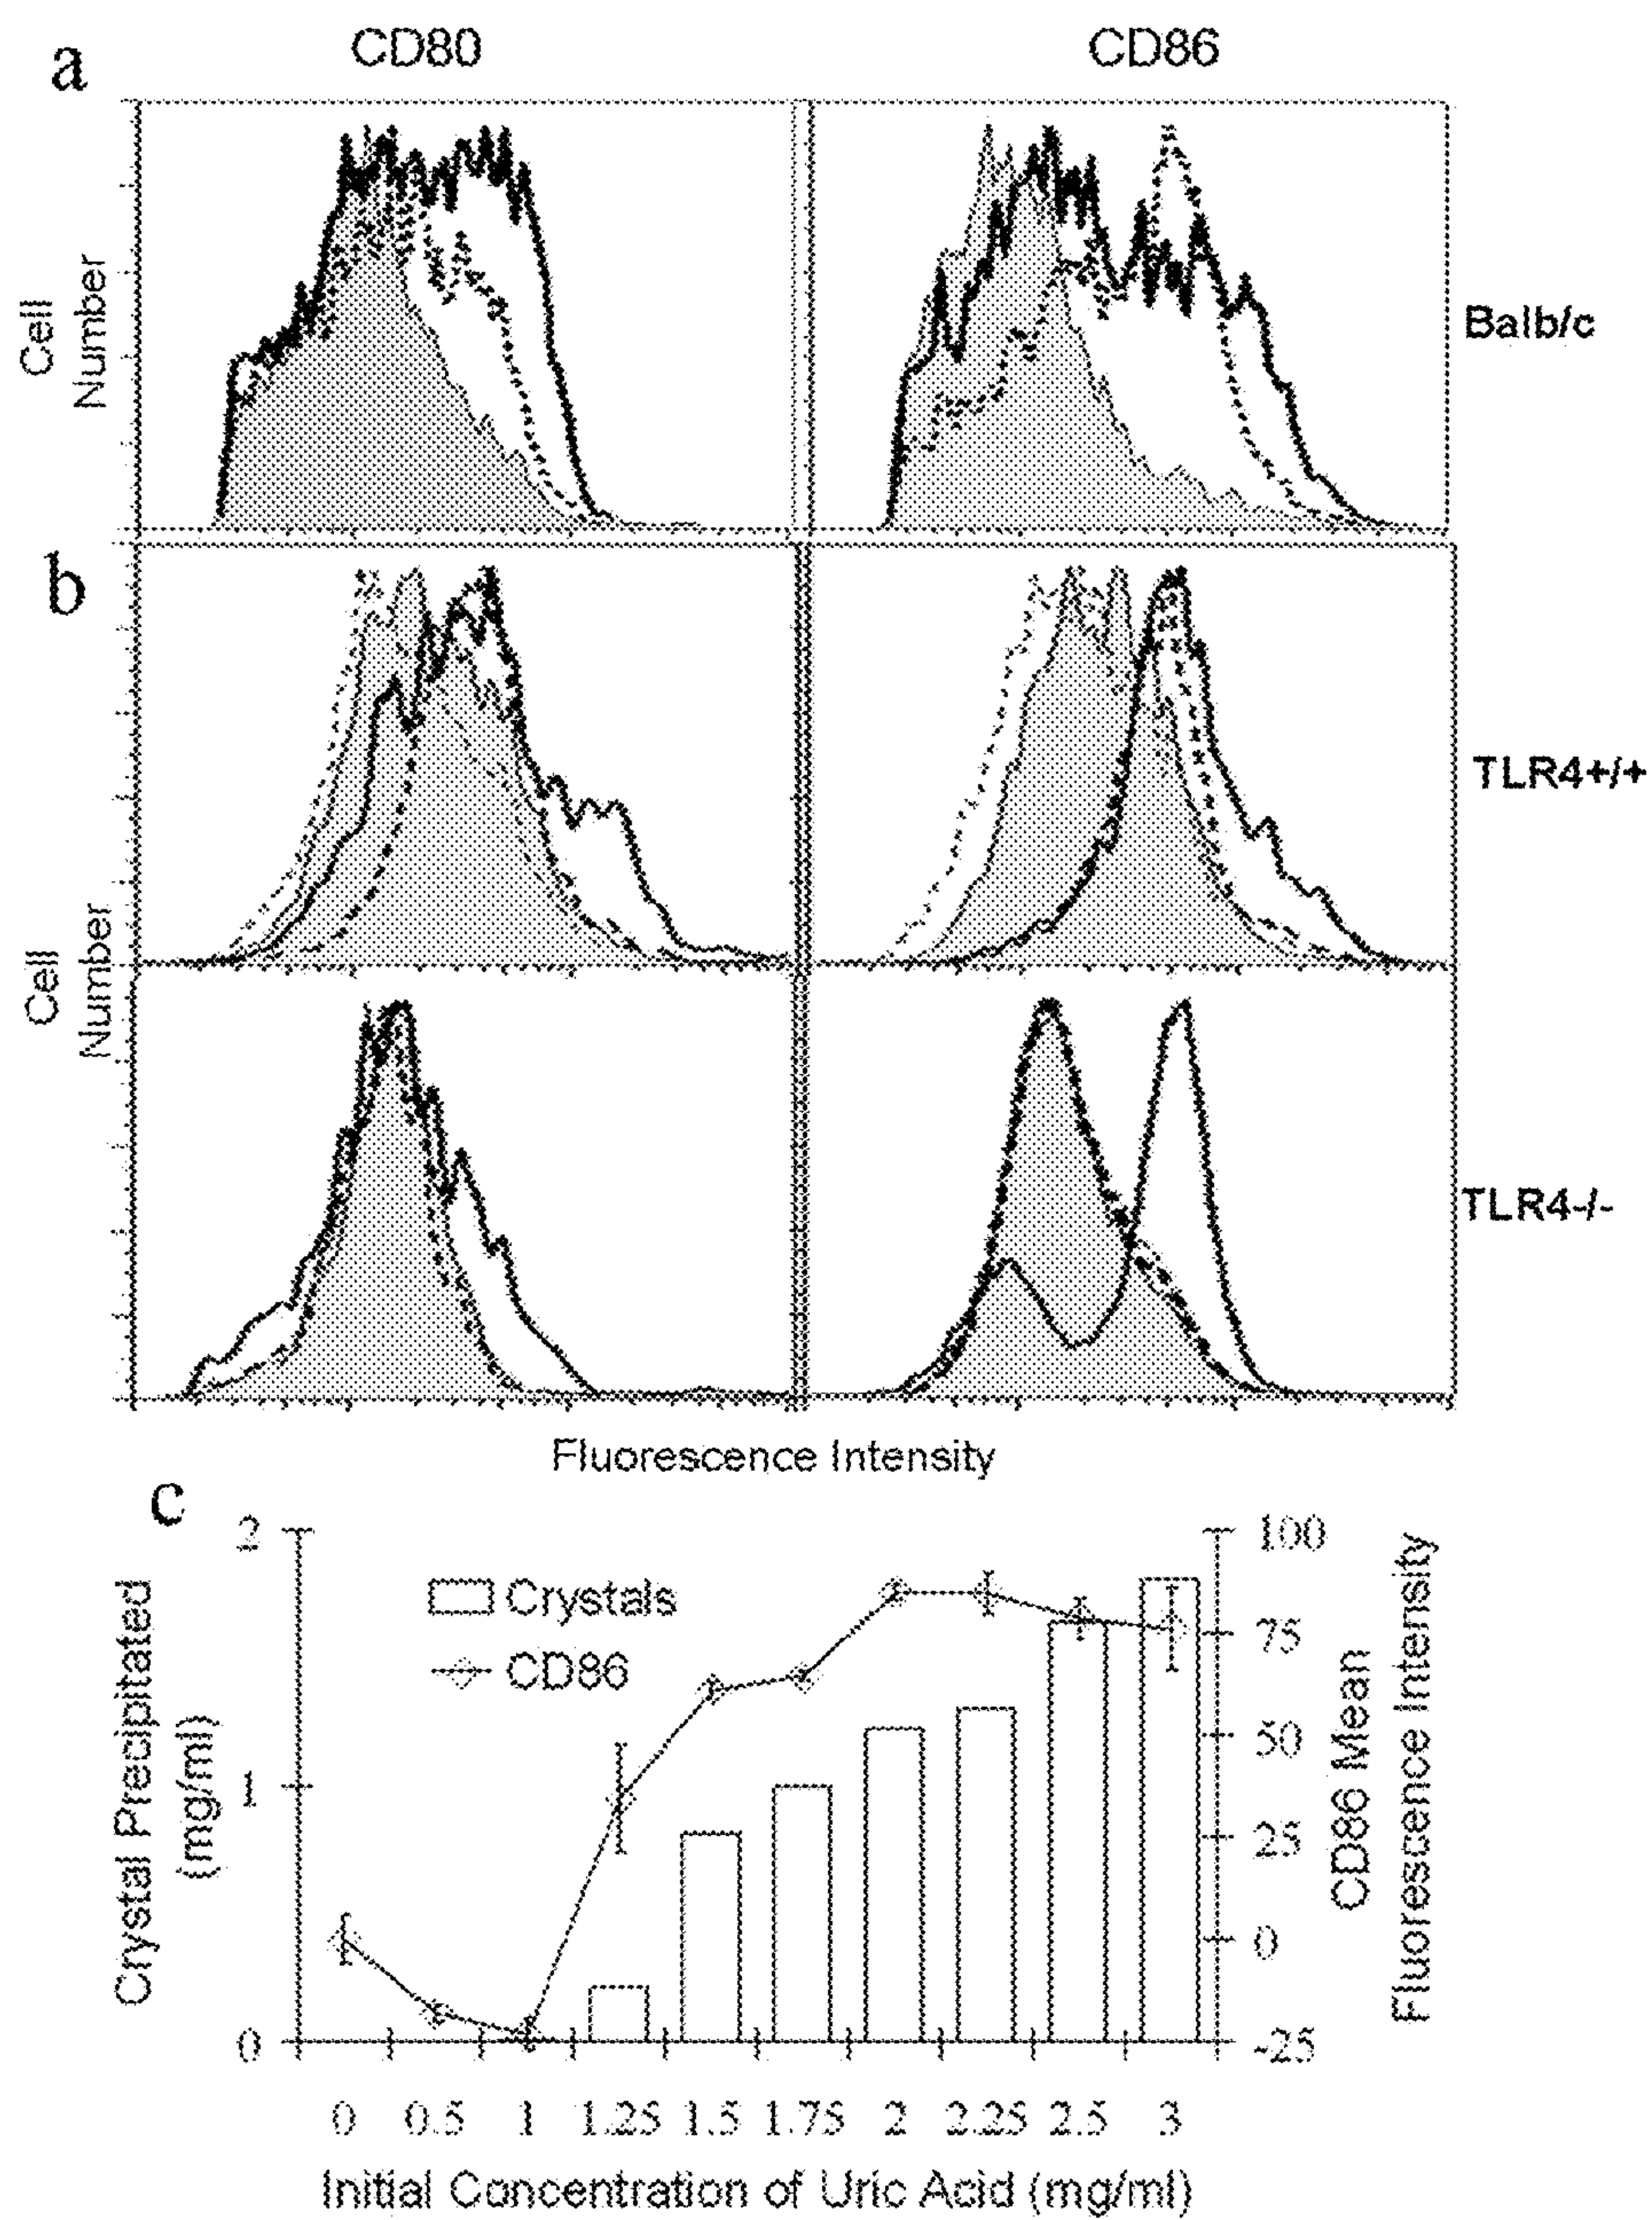 a
CD80
CD86
Cell
Number
Balb/c
b
TLR4+/+
Cell
Number
TLR4-/-
Fluorescence Intensity
c
2
1
0
Crystal Precipitated
(mg/ml)
Crystals
CD86
100
75
50
25
0
-25
CD86 Mean
Fluorescence Intensity
0 0.5 1 1.25 1.5 1.75 2 2.25 2.5 3
Initial Concentration of Uric Acid (mg/ml)